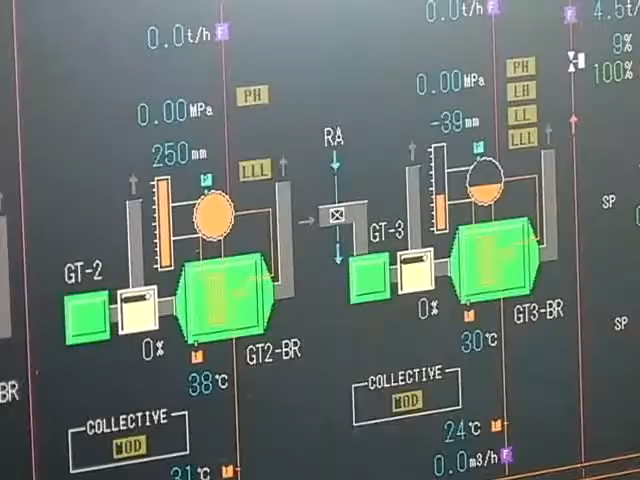 0.0t/h F
0.00MPa PH
250mm
P LLL
GT-2
0%
GT2-BR
T
38℃
COLLECTIVE
MOD
31℃ T
BR
RA
0.0t/h F
0.00MPa
PH
LH
LL
LLL
-39mm
P
GT-3
0%
GT3-BR
T
30℃
COLLECTIVE
MOD
24℃ T
0.0m3/h F
F 4.5t/
9%
100%
SP
SP